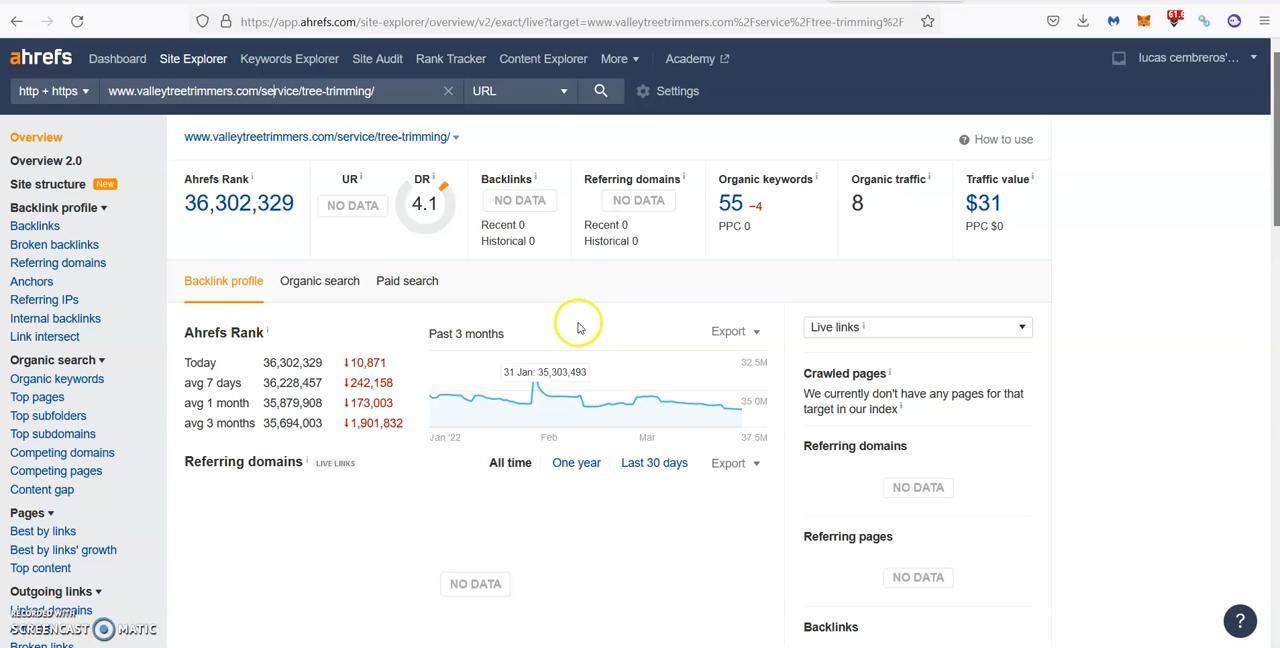 https://app.ahrefs.com/site-explorer/overview/v2/exact/live?target=www.valleytreetrimmers.com%2Fservice%2Ftree-trimming%2F
61.6
ahrefs Dashboard Site Explorer Keywords Explorer Site Audit Rank Tracker Content Explorer More Academy lucas cembreros'...
http + https www.valleytreetrimmers.com/service/tree-trimming/ URL Settings
Overview
Overview 2.0
Site structure New
Backlink profile
Backlinks
Broken backlinks
Referring domains
Anchors
Referring IPs
Internal backlinks
Link intersect
Organic search
Organic keywords
Top pages
Top subfolders
Top subdomains
Competing domains
Competing pages
Content gap
Pages
Best by links
Best by links' growth
Top content
Outgoing links
Linked domains
Broken links
RECORDED WITH
SCREENCAST MATIC
www.valleytreetrimmers.com/service/tree-trimming/
How to use
Ahrefs Rank
36,302,329
UR
NO DATA
DR
4.1
Backlinks
NO DATA
Recent 0
Historical 0
Referring domains
NO DATA
Recent 0
Historical 0
Organic keywords
55 −4
PPC 0
Organic traffic
8
Traffic value
$31
PPC $0
Backlink profile Organic search Paid search
Ahrefs Rank
Today 36,302,329 ↓10,871
avg 7 days 36,228,457 ↓242,158
avg 1 month 35,879,908 ↓173,003
avg 3 months 35,694,003 ↓1,901,832
Past 3 months
Export
31 Jan: 35,303,493
32.5M
35.0M
37.5M
Jan '22 Feb Mar
Referring domains LIVE LINKS
All time One year Last 30 days Export
NO DATA
Live links
Crawled pages
We currently don't have any pages for that
target in our index
Referring domains
NO DATA
Referring pages
NO DATA
Backlinks
?